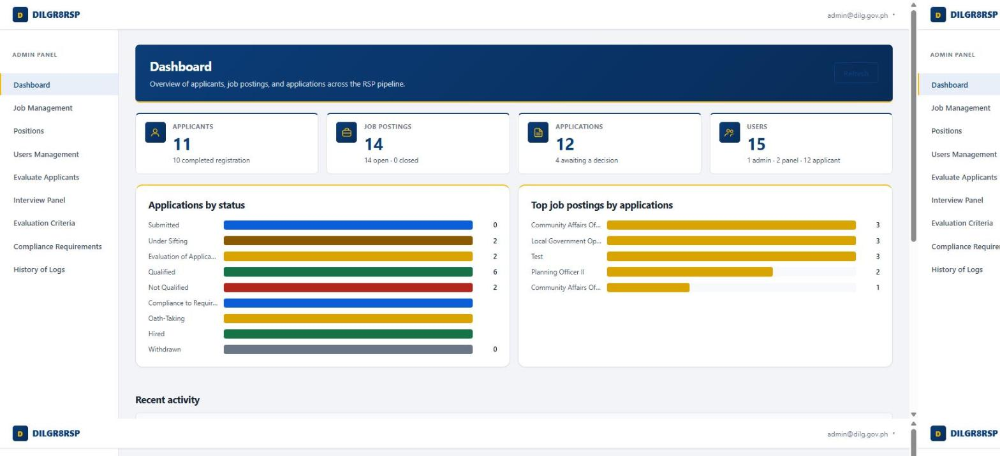 D DILGR8RSP
admin@dilg.gov.ph
D DILGR8RSP
ADMIN PANEL
ADMIN PANEL
Dashboard
Job Management
Positions
Users Management
Evaluate Applicants
Interview Panel
Evaluation Criteria
Compliance Requirements
History of Logs
Dashboard
Overview of applicants, job postings, and applications across the RSP pipeline.
Refresh
APPLICANTS
11
10 completed registration
JOB POSTINGS
14
14 open · 0 closed
APPLICATIONS
12
4 awaiting a decision
USERS
15
1 admin · 2 panel · 12 applicant
Applications by status
Submitted 0
Under Sifting 2
Evaluation of Applica... 2
Qualified 6
Not Qualified 2
Compliance to Requir...
Oath-Taking
Hired
Withdrawn 0
Top job postings by applications
Community Affairs Of... 3
Local Government Op... 3
Test 3
Planning Officer II 2
Community Affairs Of... 1
Recent activity
Dashboard
Job Management
Positions
Users Management
Evaluate Applicants
Interview Panel
Evaluation Criteria
Compliance Require
History of Logs
D DILGR8RSP
admin@dilg.gov.ph
D DILGR8RSP